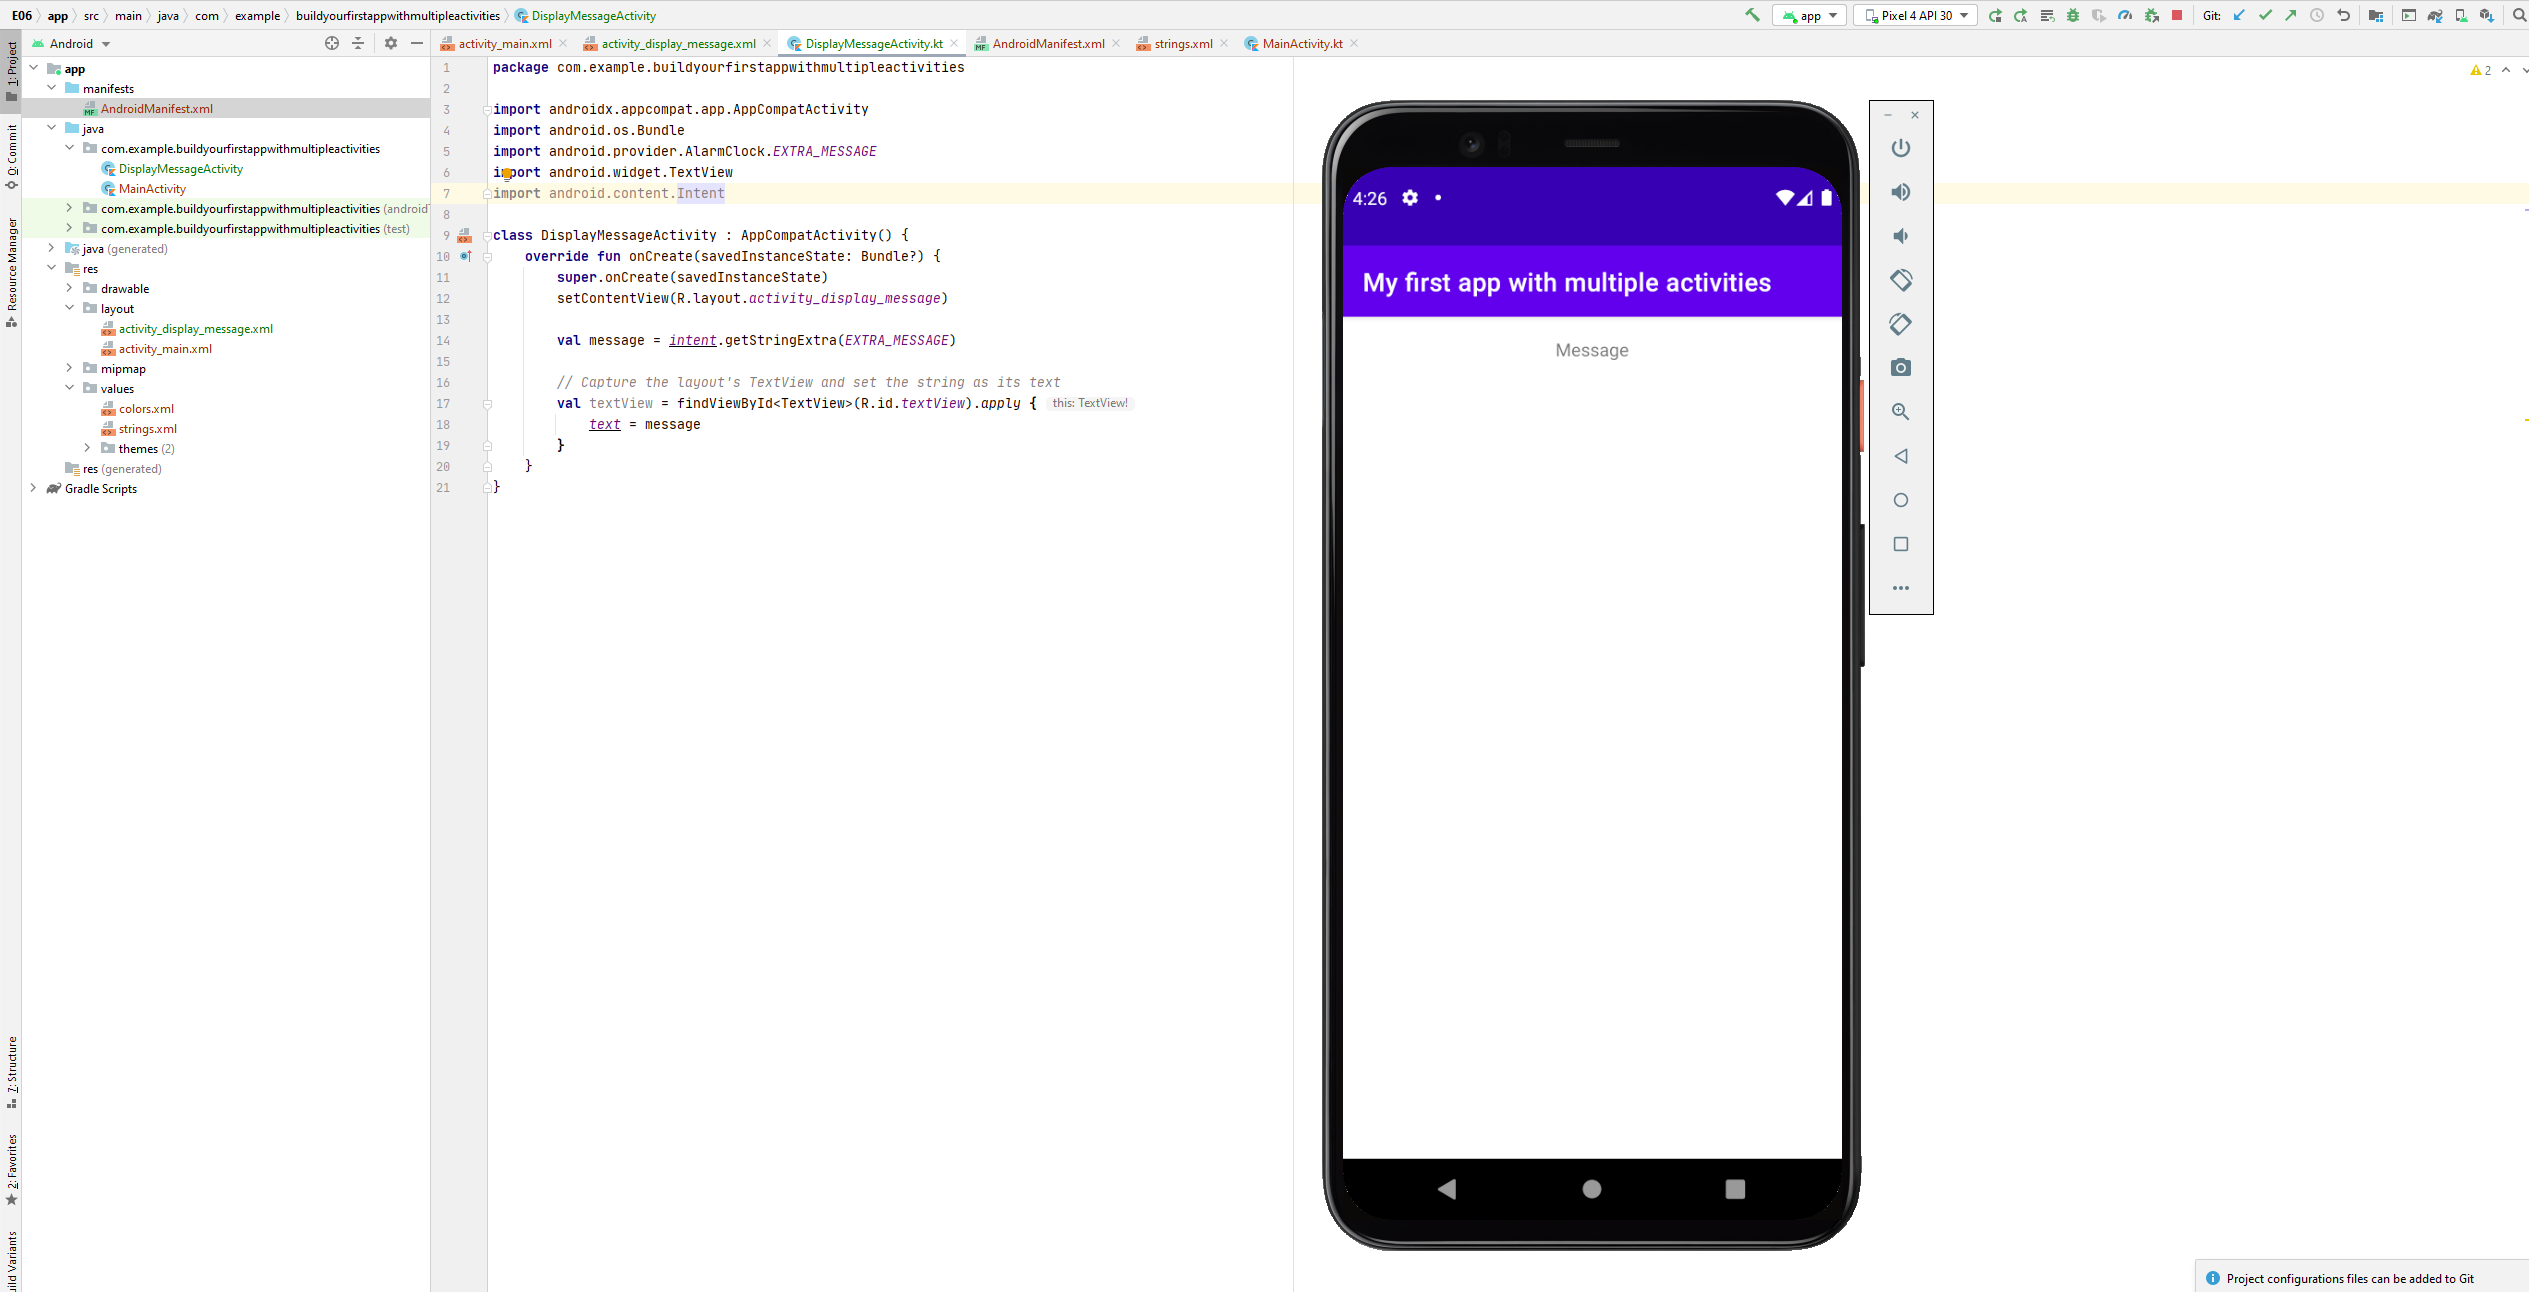 E06 app src main java com example buildyourfirstappwithmultipleactivities DisplayMessageActivity
app Pixel 4 API 30 Git:
Android
activity_main.xml activity_display_message.xml DisplayMessageActivity.kt AndroidManifest.xml strings.xml MainActivity.kt
1: Project
0: Commit
Resource Manager
7: Structure
2: Favorites
uild Variants
app
manifests
AndroidManifest.xml
java
com.example.buildyourfirstappwithmultipleactivities
DisplayMessageActivity
MainActivity
com.example.buildyourfirstappwithmultipleactivities (android
com.example.buildyourfirstappwithmultipleactivities (test)
java (generated)
res
drawable
layout
activity_display_message.xml
activity_main.xml
mipmap
values
colors.xml
strings.xml
themes (2)
res (generated)
Gradle Scripts
1 package com.example.buildyourfirstappwithmultipleactivities
2
3 import androidx.appcompat.app.AppCompatActivity
4 import android.os.Bundle
5 import android.provider.AlarmClock.EXTRA_MESSAGE
6 import android.widget.TextView
7 import android.content.Intent
8
9 class DisplayMessageActivity : AppCompatActivity() {
10 override fun onCreate(savedInstanceState: Bundle?) {
11 super.onCreate(savedInstanceState)
12 setContentView(R.layout.activity_display_message)
13
14 val message = intent.getStringExtra(EXTRA_MESSAGE)
15
16 // Capture the layout's TextView and set the string as its text
17 val textView = findViewById<TextView>(R.id.textView).apply { this: TextView!
18 text = message
19 }
20 }
21 }
2
4:26
My first app with multiple activities
Message
Project configurations files can be added to Git